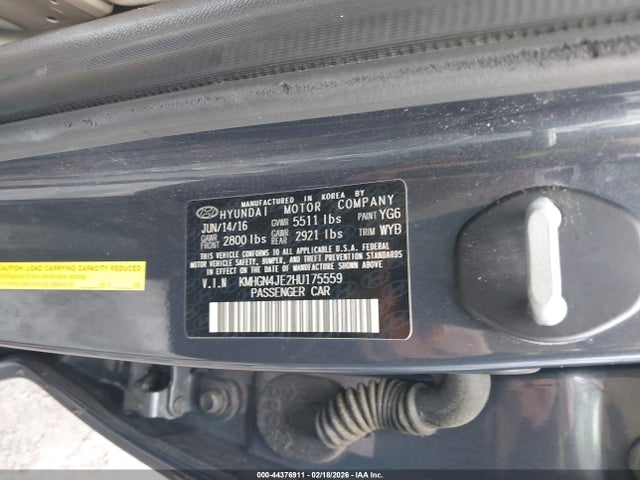 MANUFACTURED IN KOREA BY
HYUNDAI MOTOR COMPANY
JUN/14/16 GVWR 5511 lbs PAINT YG6
GAWR FRONT 2800 lbs GAWR REAR 2921 lbs TRIM WYB
THIS VEHICLE CONFORMS TO ALL APPLICABLE U.S.A. FEDERAL
MOTOR VEHICLE SAFETY, BUMPER, AND THEFT PREVENTION
STANDARDS IN EFFECT ON THE DATE OF MANUFACTURE SHOWN ABOVE.
V.I.N KMHGN4JE2HU175559
PASSENGER CAR
CAUTION: LOAD CARRYING CAPACITY REDUCED
000-44376911 - 02/18/2026 - IAA Inc.